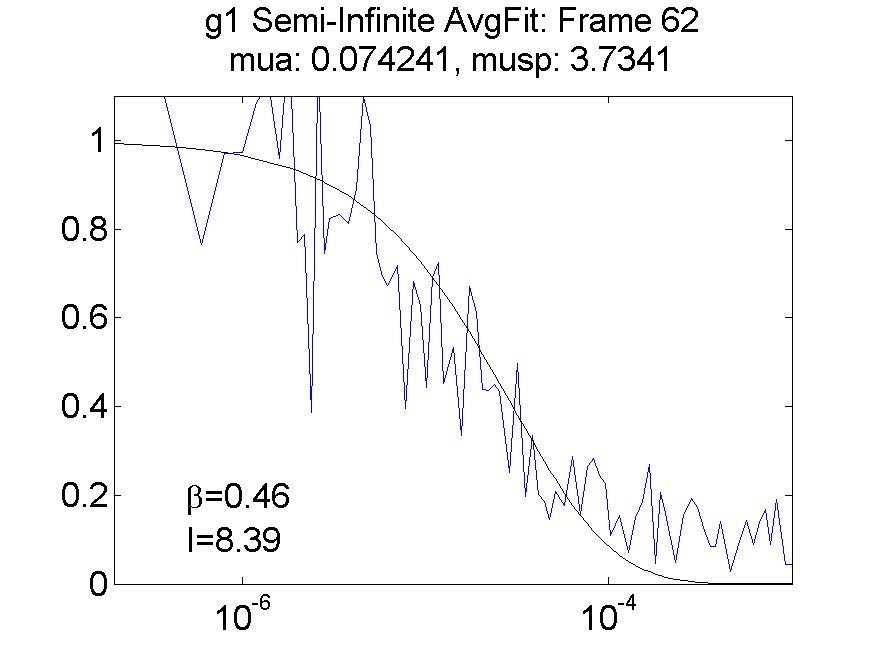 g1 Semi-Infinite AvgFit: Frame 62
mua: 0.074241, musp: 3.7341
1
0.8
0.6
0.4
0.2
0
β=0.46
I=8.39
10^-6
10^-4